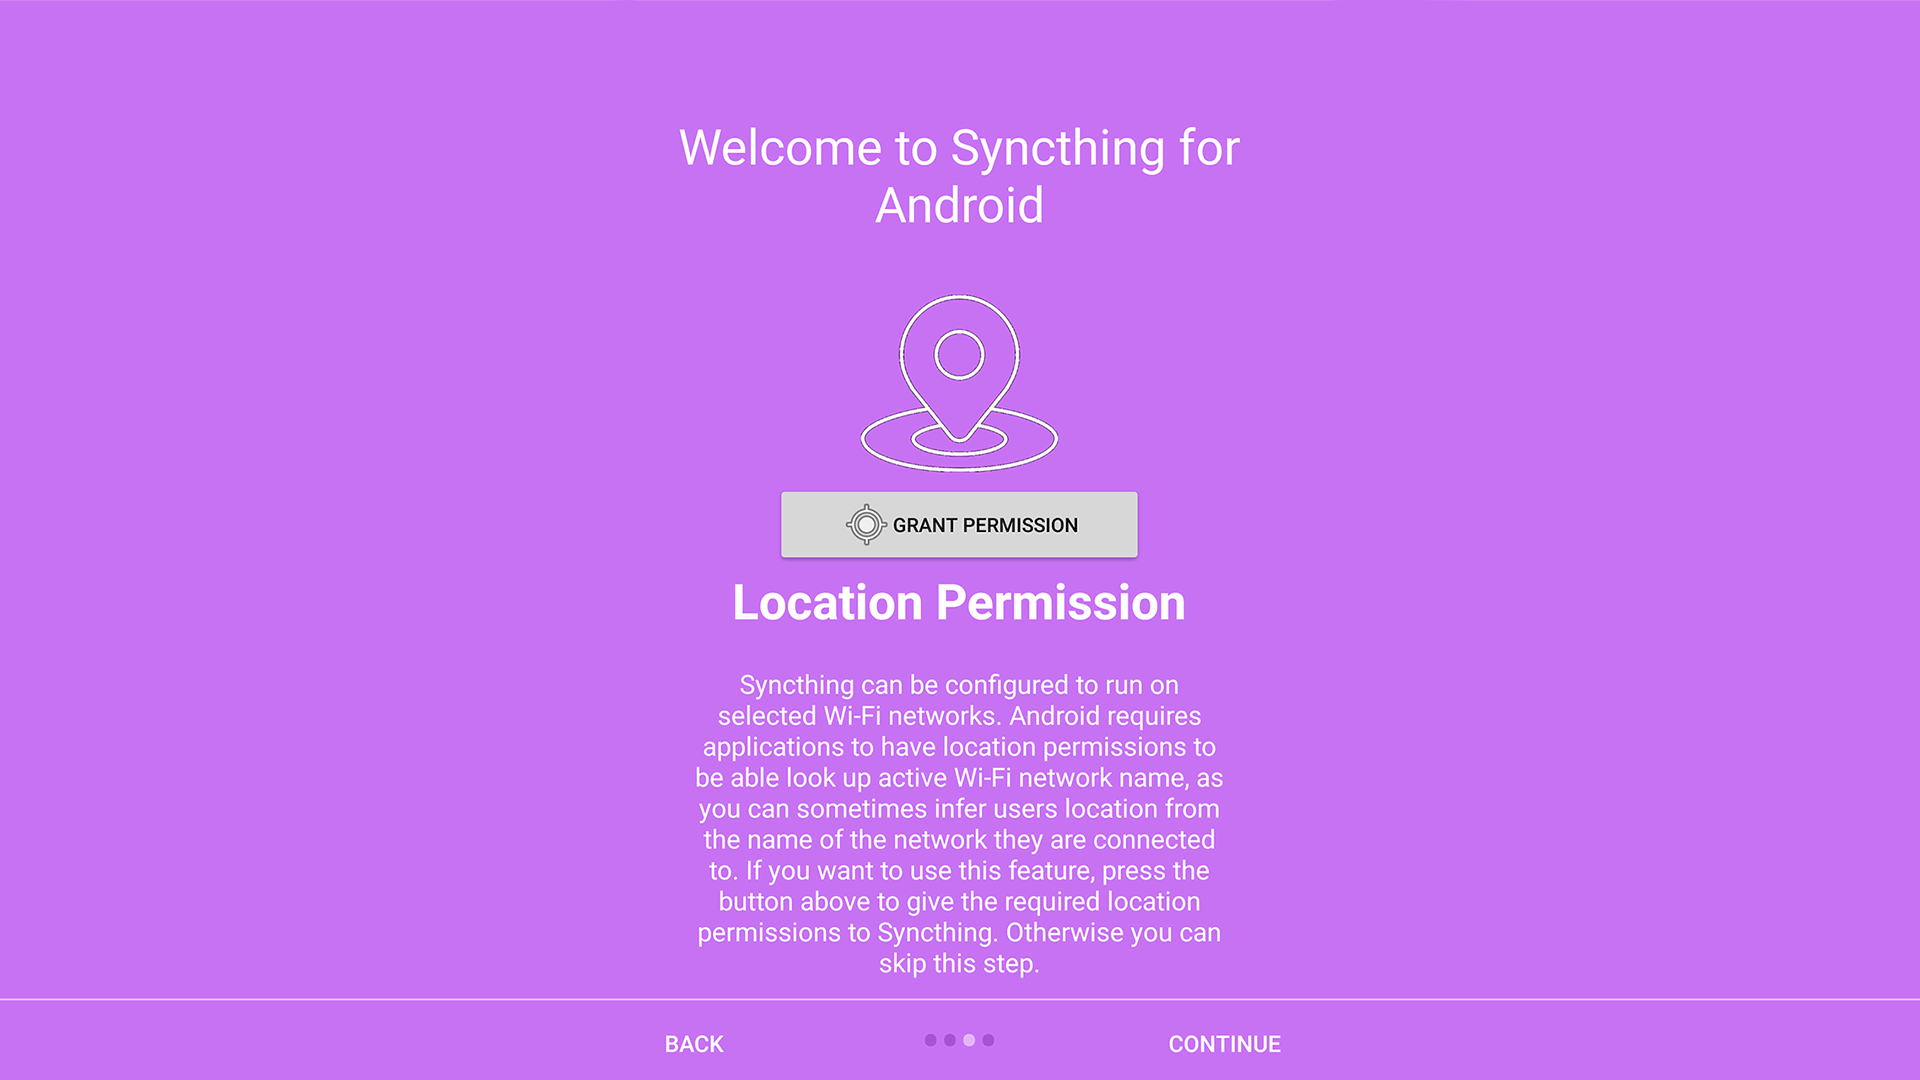 Welcome to Syncthing for
Android
GRANT PERMISSION
Location Permission
Syncthing can be configured to run on
selected Wi-Fi networks. Android requires
applications to have location permissions to
be able look up active Wi-Fi network name, as
you can sometimes infer users location from
the name of the network they are connected
to. If you want to use this feature, press the
button above to give the required location
permissions to Syncthing. Otherwise you can
skip this step.
BACK
CONTINUE